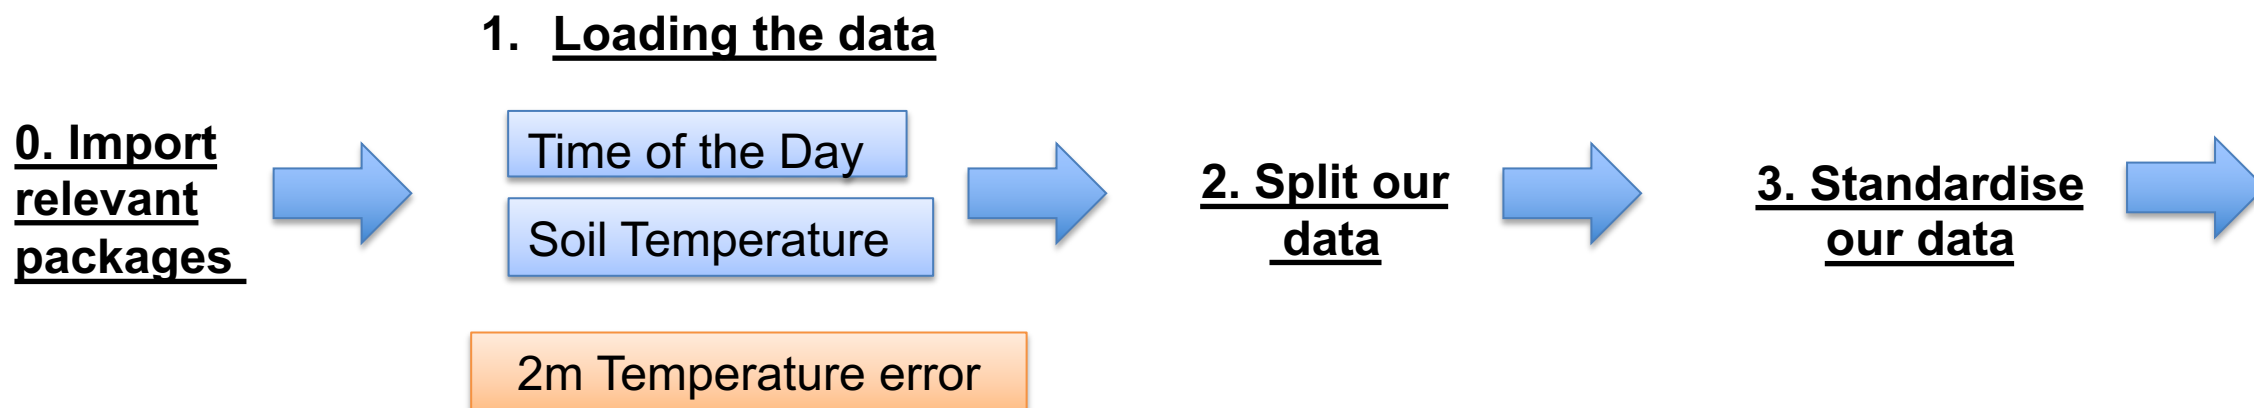 0. Import
relevant
packages
1. Loading the data
Time of the Day
Soil Temperature
2m Temperature error
2. Split our
data
3. Standardise
our data